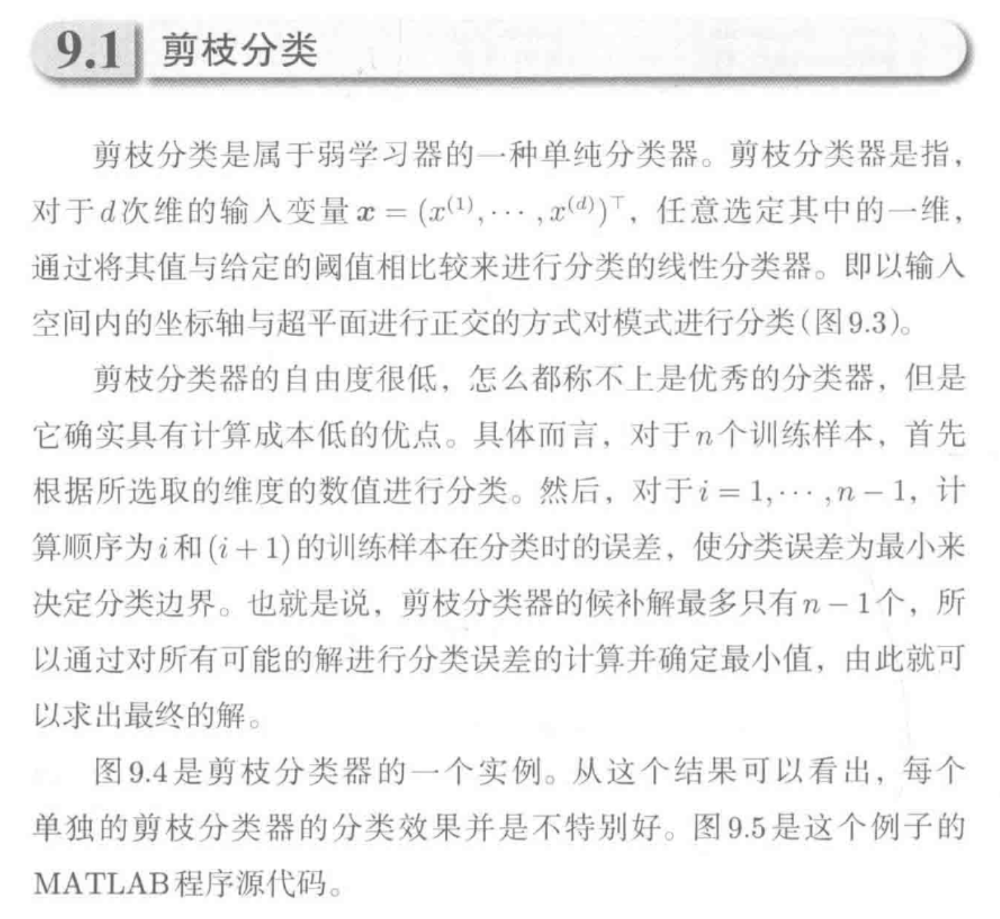 9.1 剪枝分类
剪枝分类是属于弱学习器的一种单纯分类器。剪枝分类器是指，
对于d次维的输入变量x = (x⁽¹⁾, ··· , x⁽ᵈ⁾)⊤，任意选定其中的一维，
通过将其值与给定的阈值相比较来进行分类的线性分类器。即以输入
空间内的坐标轴与超平面进行正交的方式对模式进行分类(图9.3)。
剪枝分类器的自由度很低，怎么都称不上是优秀的分类器，但是
它确实具有计算成本低的优点。具体而言，对于n个训练样本，首先
根据所选取的维度的数值进行分类。然后，对于i = 1, ··· , n − 1，计
算顺序为i和(i + 1)的训练样本在分类时的误差，使分类误差为最小来
决定分类边界。也就是说，剪枝分类器的候补解最多只有n − 1个，所
以通过对所有可能的解进行分类误差的计算并确定最小值，由此就可
以求出最终的解。
图9.4是剪枝分类器的一个实例。从这个结果可以看出，每个
单独的剪枝分类器的分类效果并是不特别好。图9.5是这个例子的
MATLAB程序源代码。